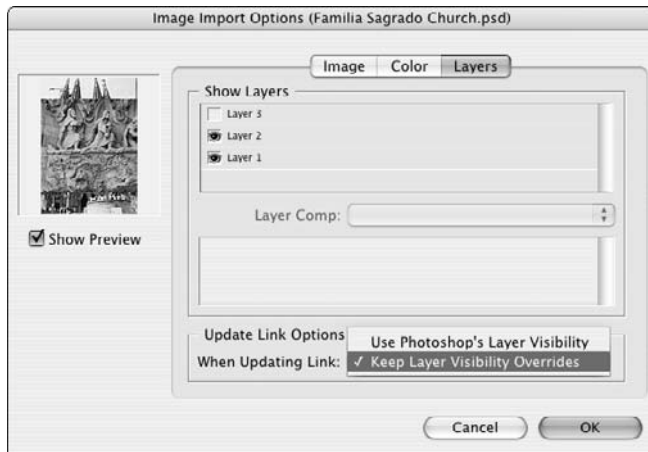 Image Import Options (Familia Sagrado Church.psd)
Image Color Layers
Show Layers
Layer 3
Layer 2
Layer 1
Layer Comp:
Show Preview
Update Link Options
Use Photoshop's Layer Visibility
When Updating Link: ✓ Keep Layer Visibility Overrides
Cancel OK